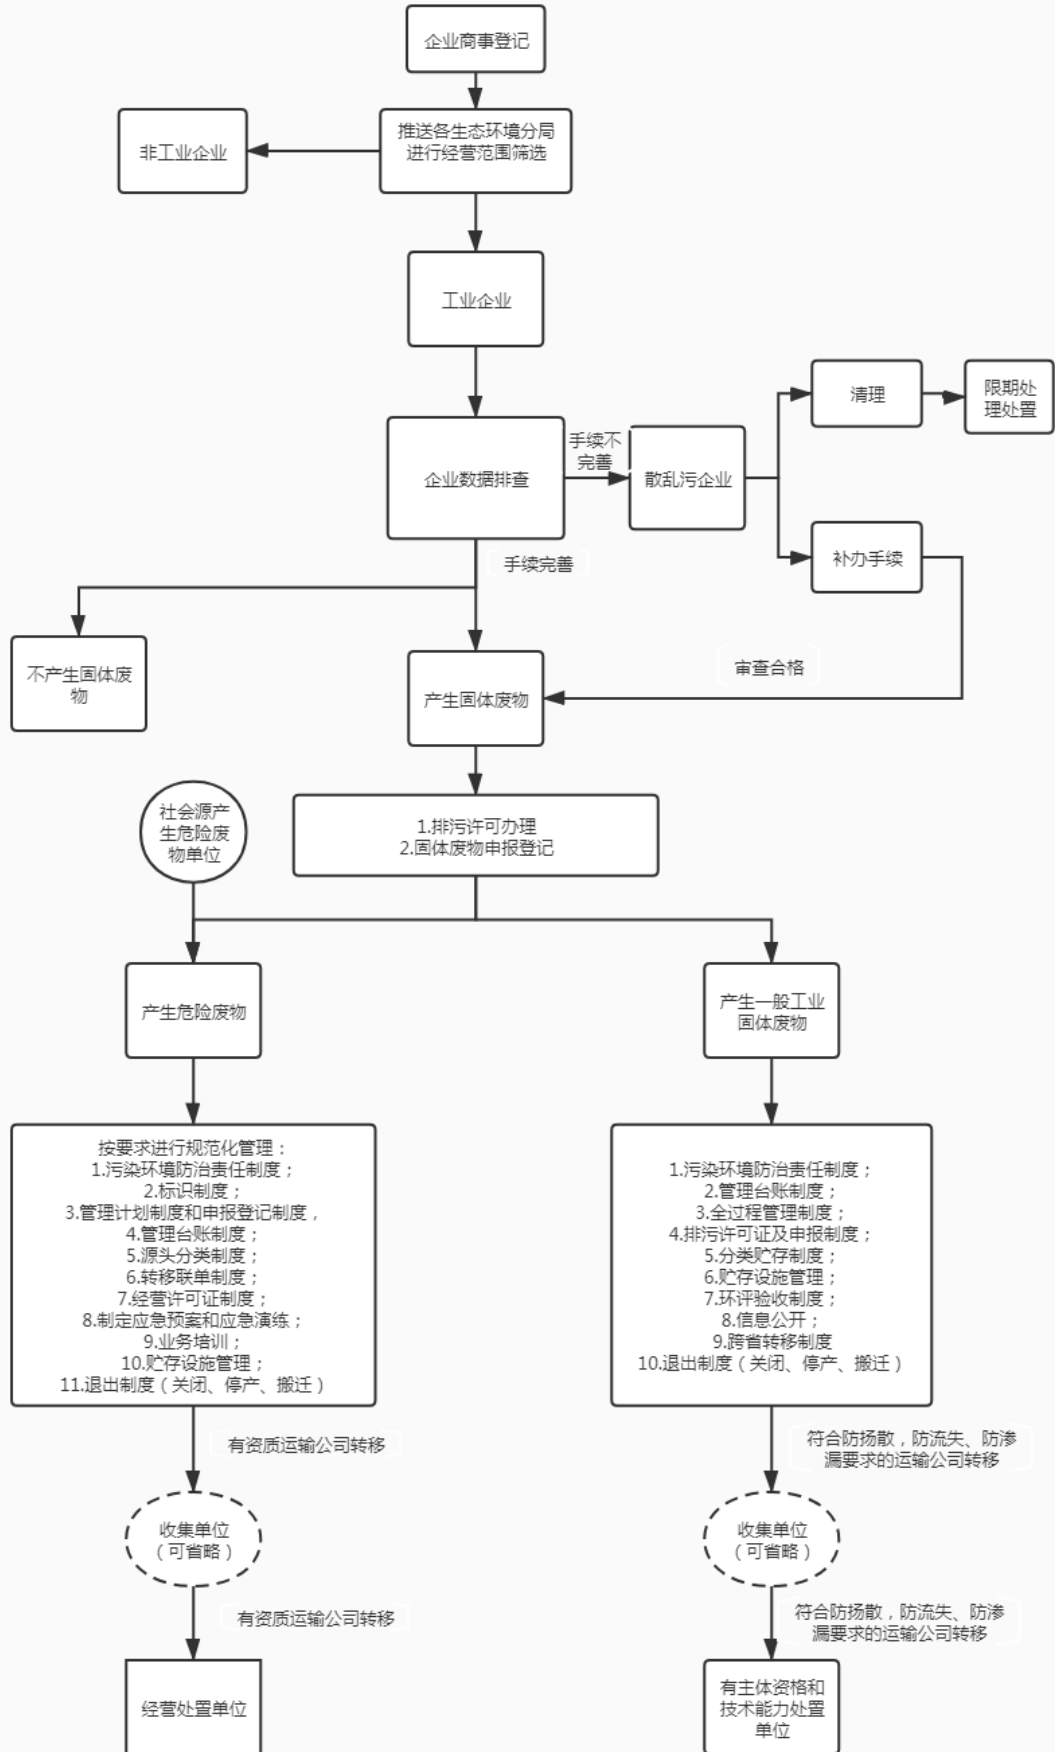 企业商事登记
推送各生态环境分局
进行经营范围筛选
非工业企业
工业企业
企业数据排查
手续不
完善
散乱污企业
清理
限期处
理处置
补办手续
手续完善
审查合格
不产生固体废
物
产生固体废物
社会源产
生危险废
物单位
1.排污许可办理
2.固体废物申报登记
产生危险废物
产生一般工业
固体废物
按要求进行规范化管理：
1.污染环境防治责任制度；
2.标识制度；
3.管理计划制度和申报登记制度，
4.管理台账制度；
5.源头分类制度；
6.转移联单制度；
7.经营许可证制度；
8.制定应急预案和应急演练；
9.业务培训；
10.贮存设施管理；
11.退出制度（关闭、停产、搬迁）
1.污染环境防治责任制度；
2.管理台账制度；
3.全过程管理制度；
4.排污许可证及申报制度；
5.分类贮存制度；
6.贮存设施管理；
7.环评验收制度；
8.信息公开；
9.跨省转移制度
10.退出制度（关闭、停产、搬迁）
有资质运输公司转移
符合防扬散，防流失、防渗
漏要求的运输公司转移
收集单位
（可省略）
收集单位
（可省略）
有资质运输公司转移
符合防扬散，防流失、防渗
漏要求的运输公司转移
经营处置单位
有主体资格和
技术能力处置
单位